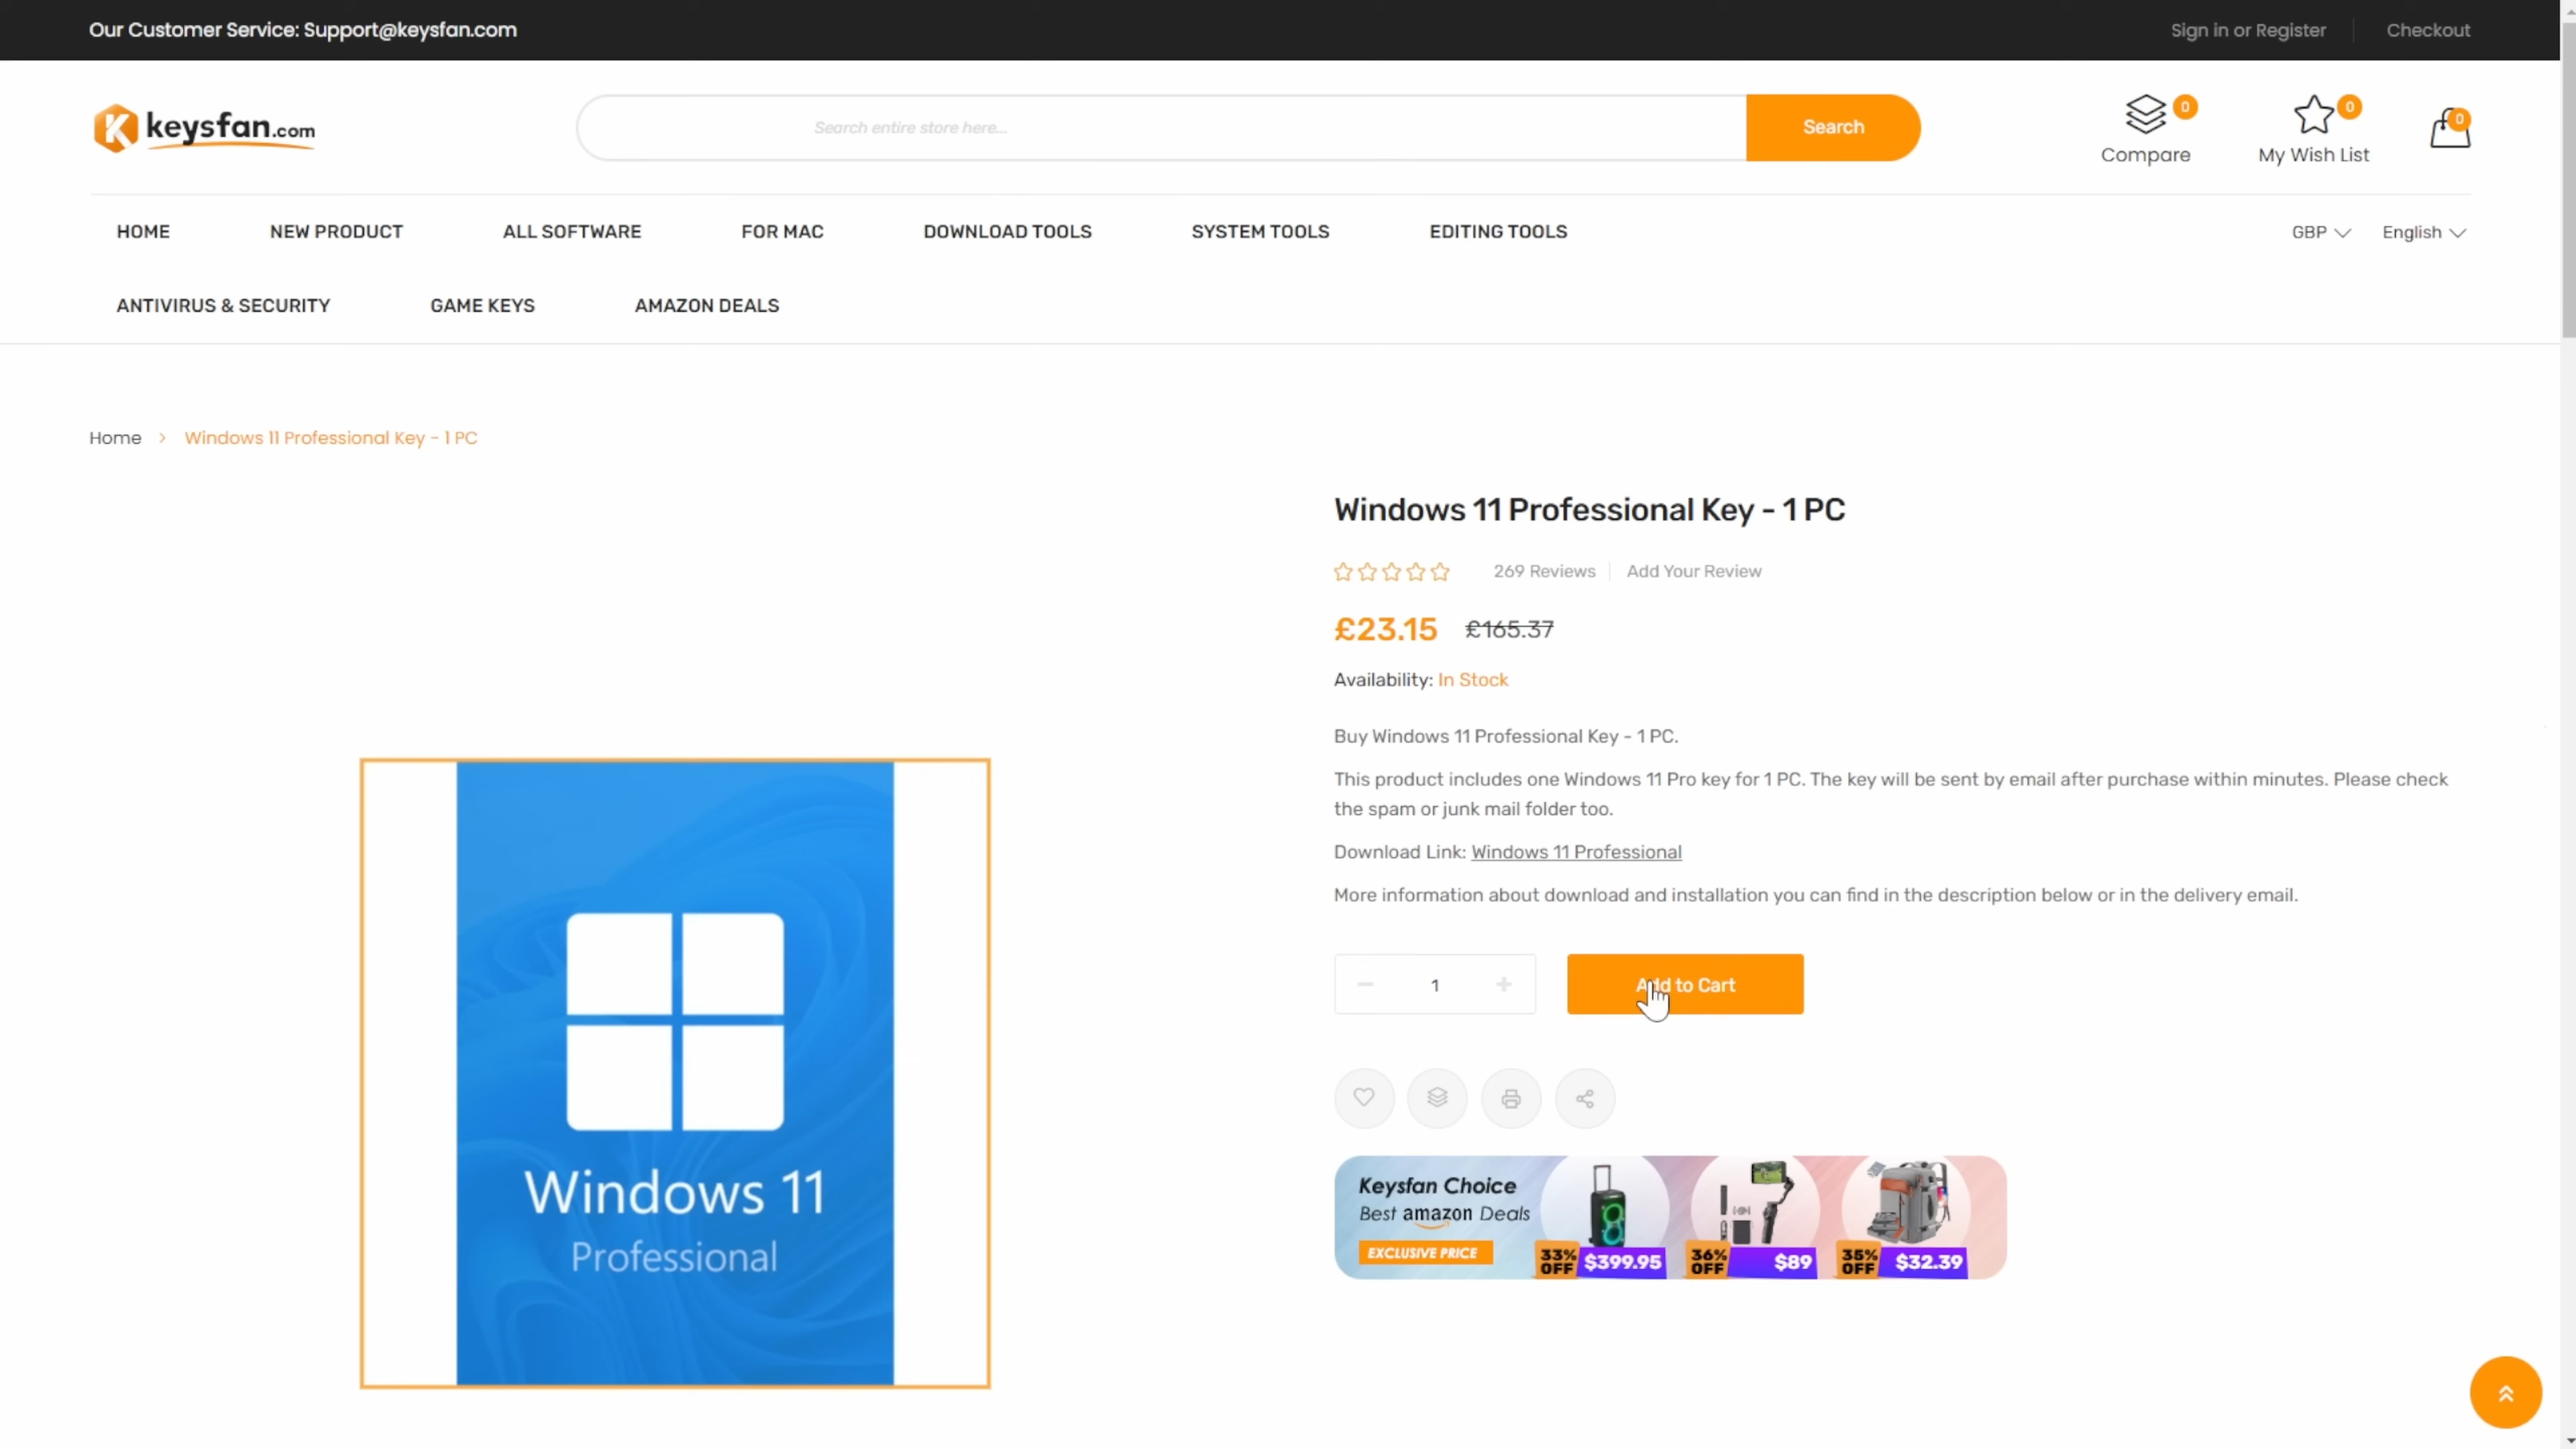 Our Customer Service: Support@keysfan.com
Sign in or Register
Checkout
keysfan.com
Search entire store here...
Search
0
Compare
0
My Wish List
0
HOME
NEW PRODUCT
ALL SOFTWARE
FOR MAC
DOWNLOAD TOOLS
SYSTEM TOOLS
EDITING TOOLS
GBP
English
ANTIVIRUS & SECURITY
GAME KEYS
AMAZON DEALS
Home
Windows 11 Professional Key - 1 PC
Windows 11 Professional Key - 1 PC
269 Reviews
Add Your Review
£23.15
£165.37
Availability: In Stock
Buy Windows 11 Professional Key - 1 PC.
This product includes one Windows 11 Pro key for 1 PC. The key will be sent by email after purchase within minutes. Please check
the spam or junk mail folder too.
Download Link: Windows 11 Professional
More information about download and installation you can find in the description below or in the delivery email.
1
Add to Cart
Windows 11
Professional
Keysfan Choice
Best amazon Deals
EXCLUSIVE PRICE
33%
OFF
$399.95
36%
OFF
$89
35%
OFF
$32.39